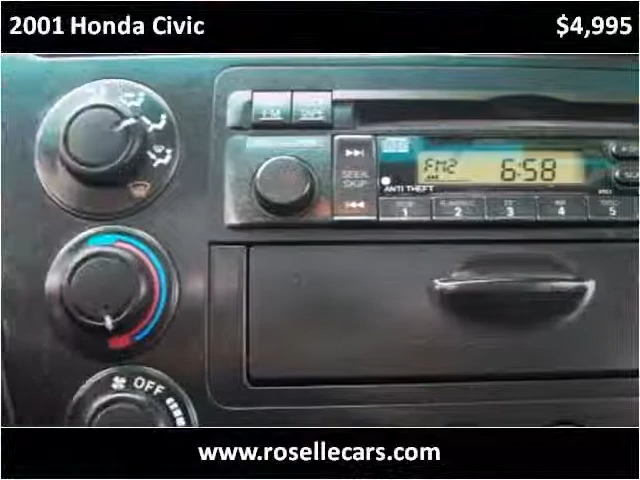 2001 Honda Civic $4,995
SEEK
SKIP
FM2 6:58
ANTI THEFT
1 2 3 4 5
OFF
www.rosellecars.com